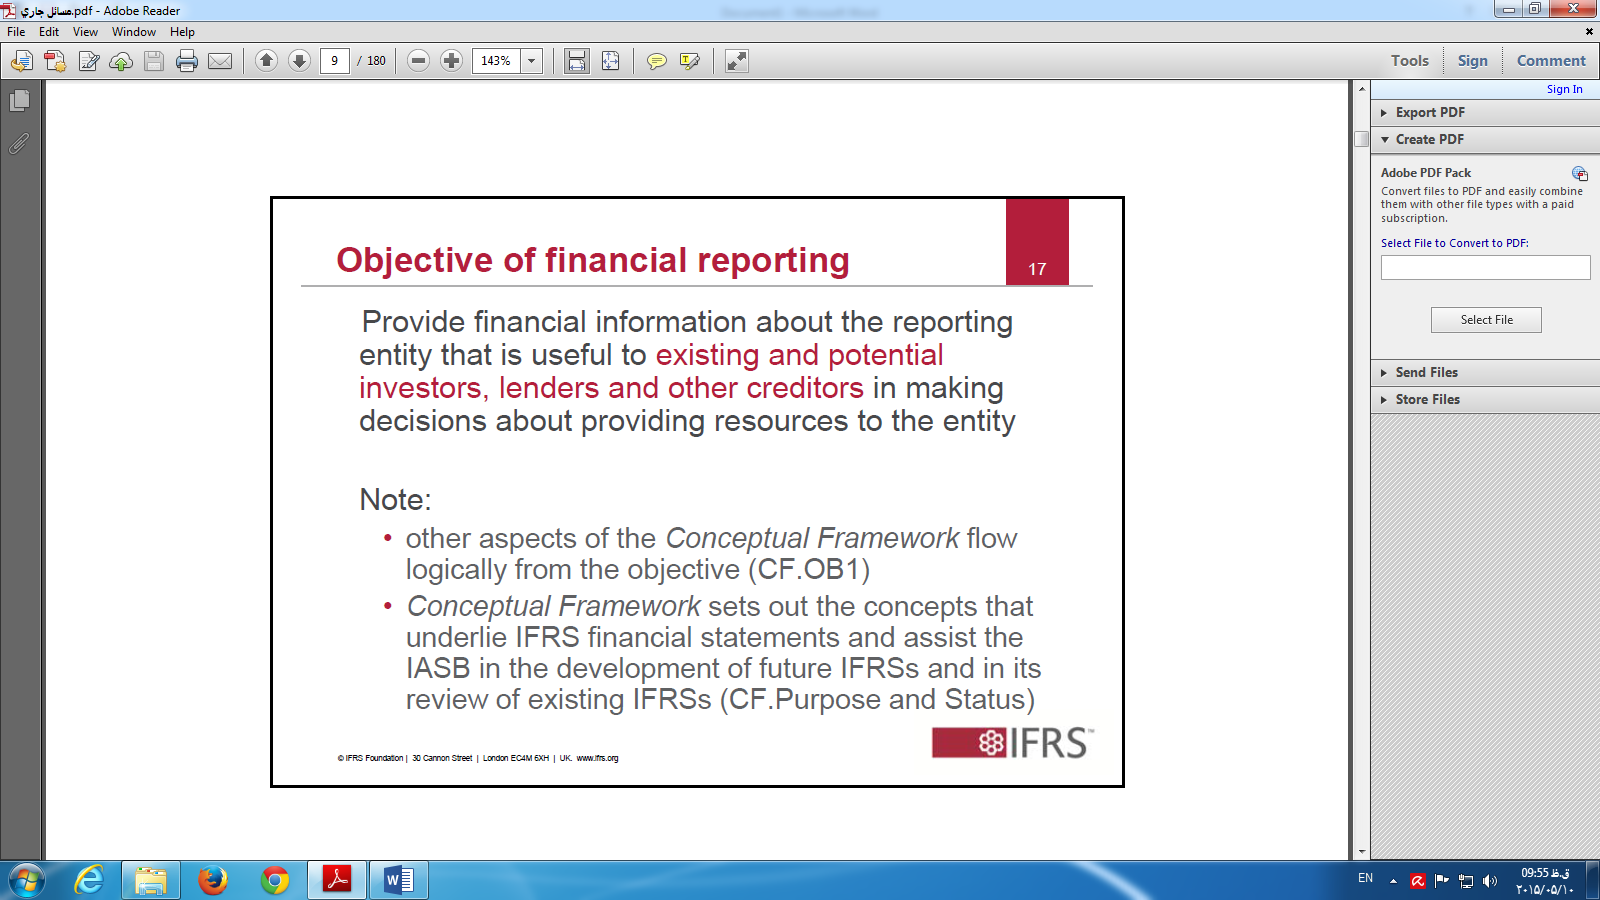 مسائل جاري.pdf - Adobe Reader
File Edit View Window Help
9 / 180 143% Tools Sign Comment
Sign In
Export PDF
Create PDF
Adobe PDF Pack
Convert files to PDF and easily combine
them with other file types with a paid
subscription.
Select File to Convert to PDF:
Select File
Send Files
Store Files
Objective of financial reporting
17
Provide financial information about the reporting
entity that is useful to existing and potential
investors, lenders and other creditors in making
decisions about providing resources to the entity
Note:
• other aspects of the Conceptual Framework flow
logically from the objective (CF.OB1)
• Conceptual Framework sets out the concepts that
underlie IFRS financial statements and assist the
IASB in the development of future IFRSs and in its
review of existing IFRSs (CF.Purpose and Status)
IFRS™
© IFRS Foundation | 30 Cannon Street | London EC4M 6XH | UK. www.ifrs.org
EN
09:55 ق.ظ
۲۰۱۵/۰۵/۱۰